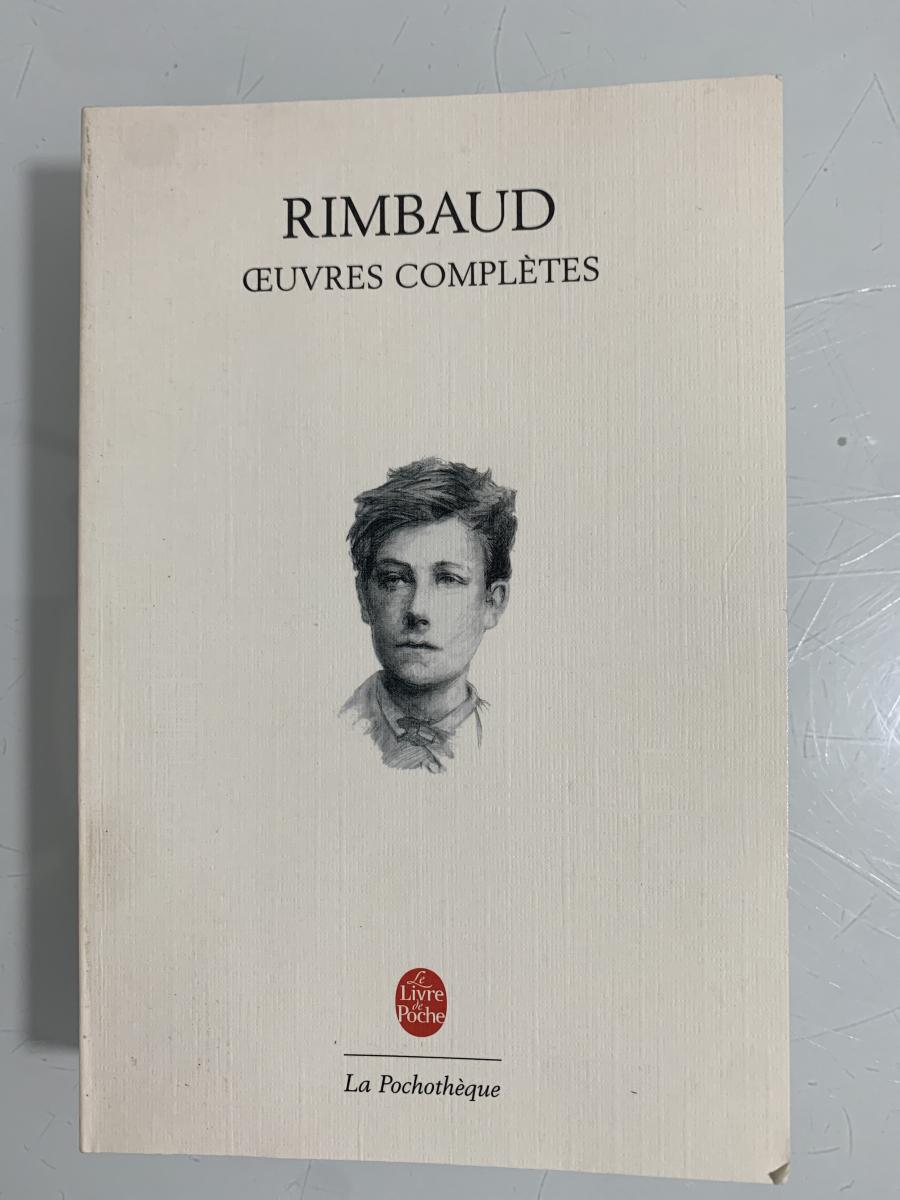 RIMBAUD
ŒUVRES COMPLÈTES
Le
Livre
de
Poche
La Pochothèque